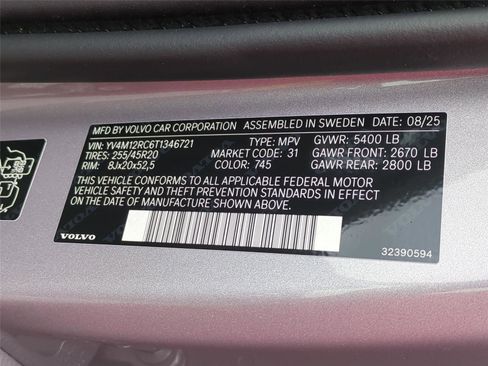 MFD BY VOLVO CAR CORPORATION ASSEMBLED IN SWEDEN DATE: 08/25
VIN: YV4M12RC6T1346721 TYPE: MPV GVWR: 5400 LB
TIRES: 255/45R20 MARKET: 31 GAWR FRONT: 2670 LB
RIM: 8Jx20x52,5 COLOR: 745 GAWR REAR: 2800 LB
THIS VEHICLE CONFORMS TO ALL APPLICABLE FEDERAL MOTOR
VEHICLE SAFETY AND THEFT PREVENTION STANDARDS IN EFFECT
ON THE DATE OF MANUFACTURE SHOWN ABOVE.
VOLVO 32390594